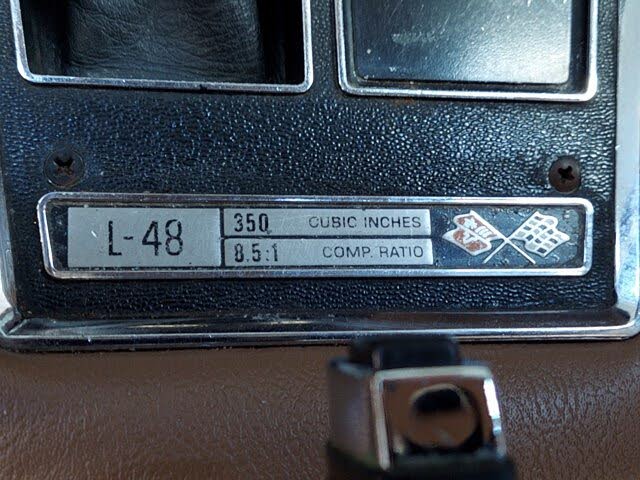 L-48
350 CUBIC INCHES
8.5:1 COMP. RATIO